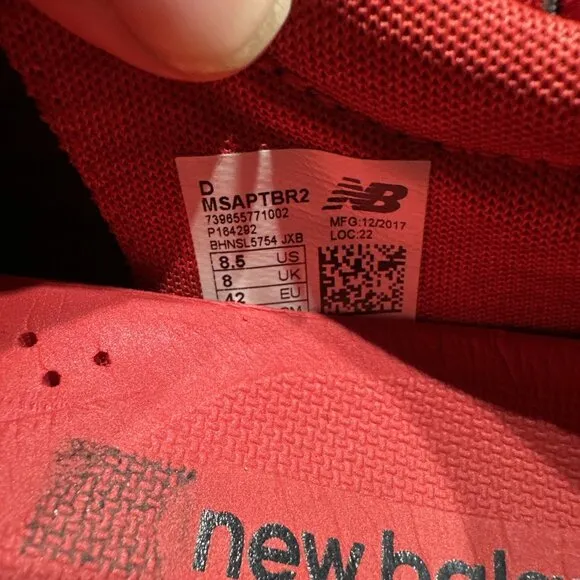 D
MSAPTBR2
739655771002
P164292
BHNSL5754 JXB
8.5 US
8 UK
42 EU
NB
MFG:12/2017
LOC:22
new bala